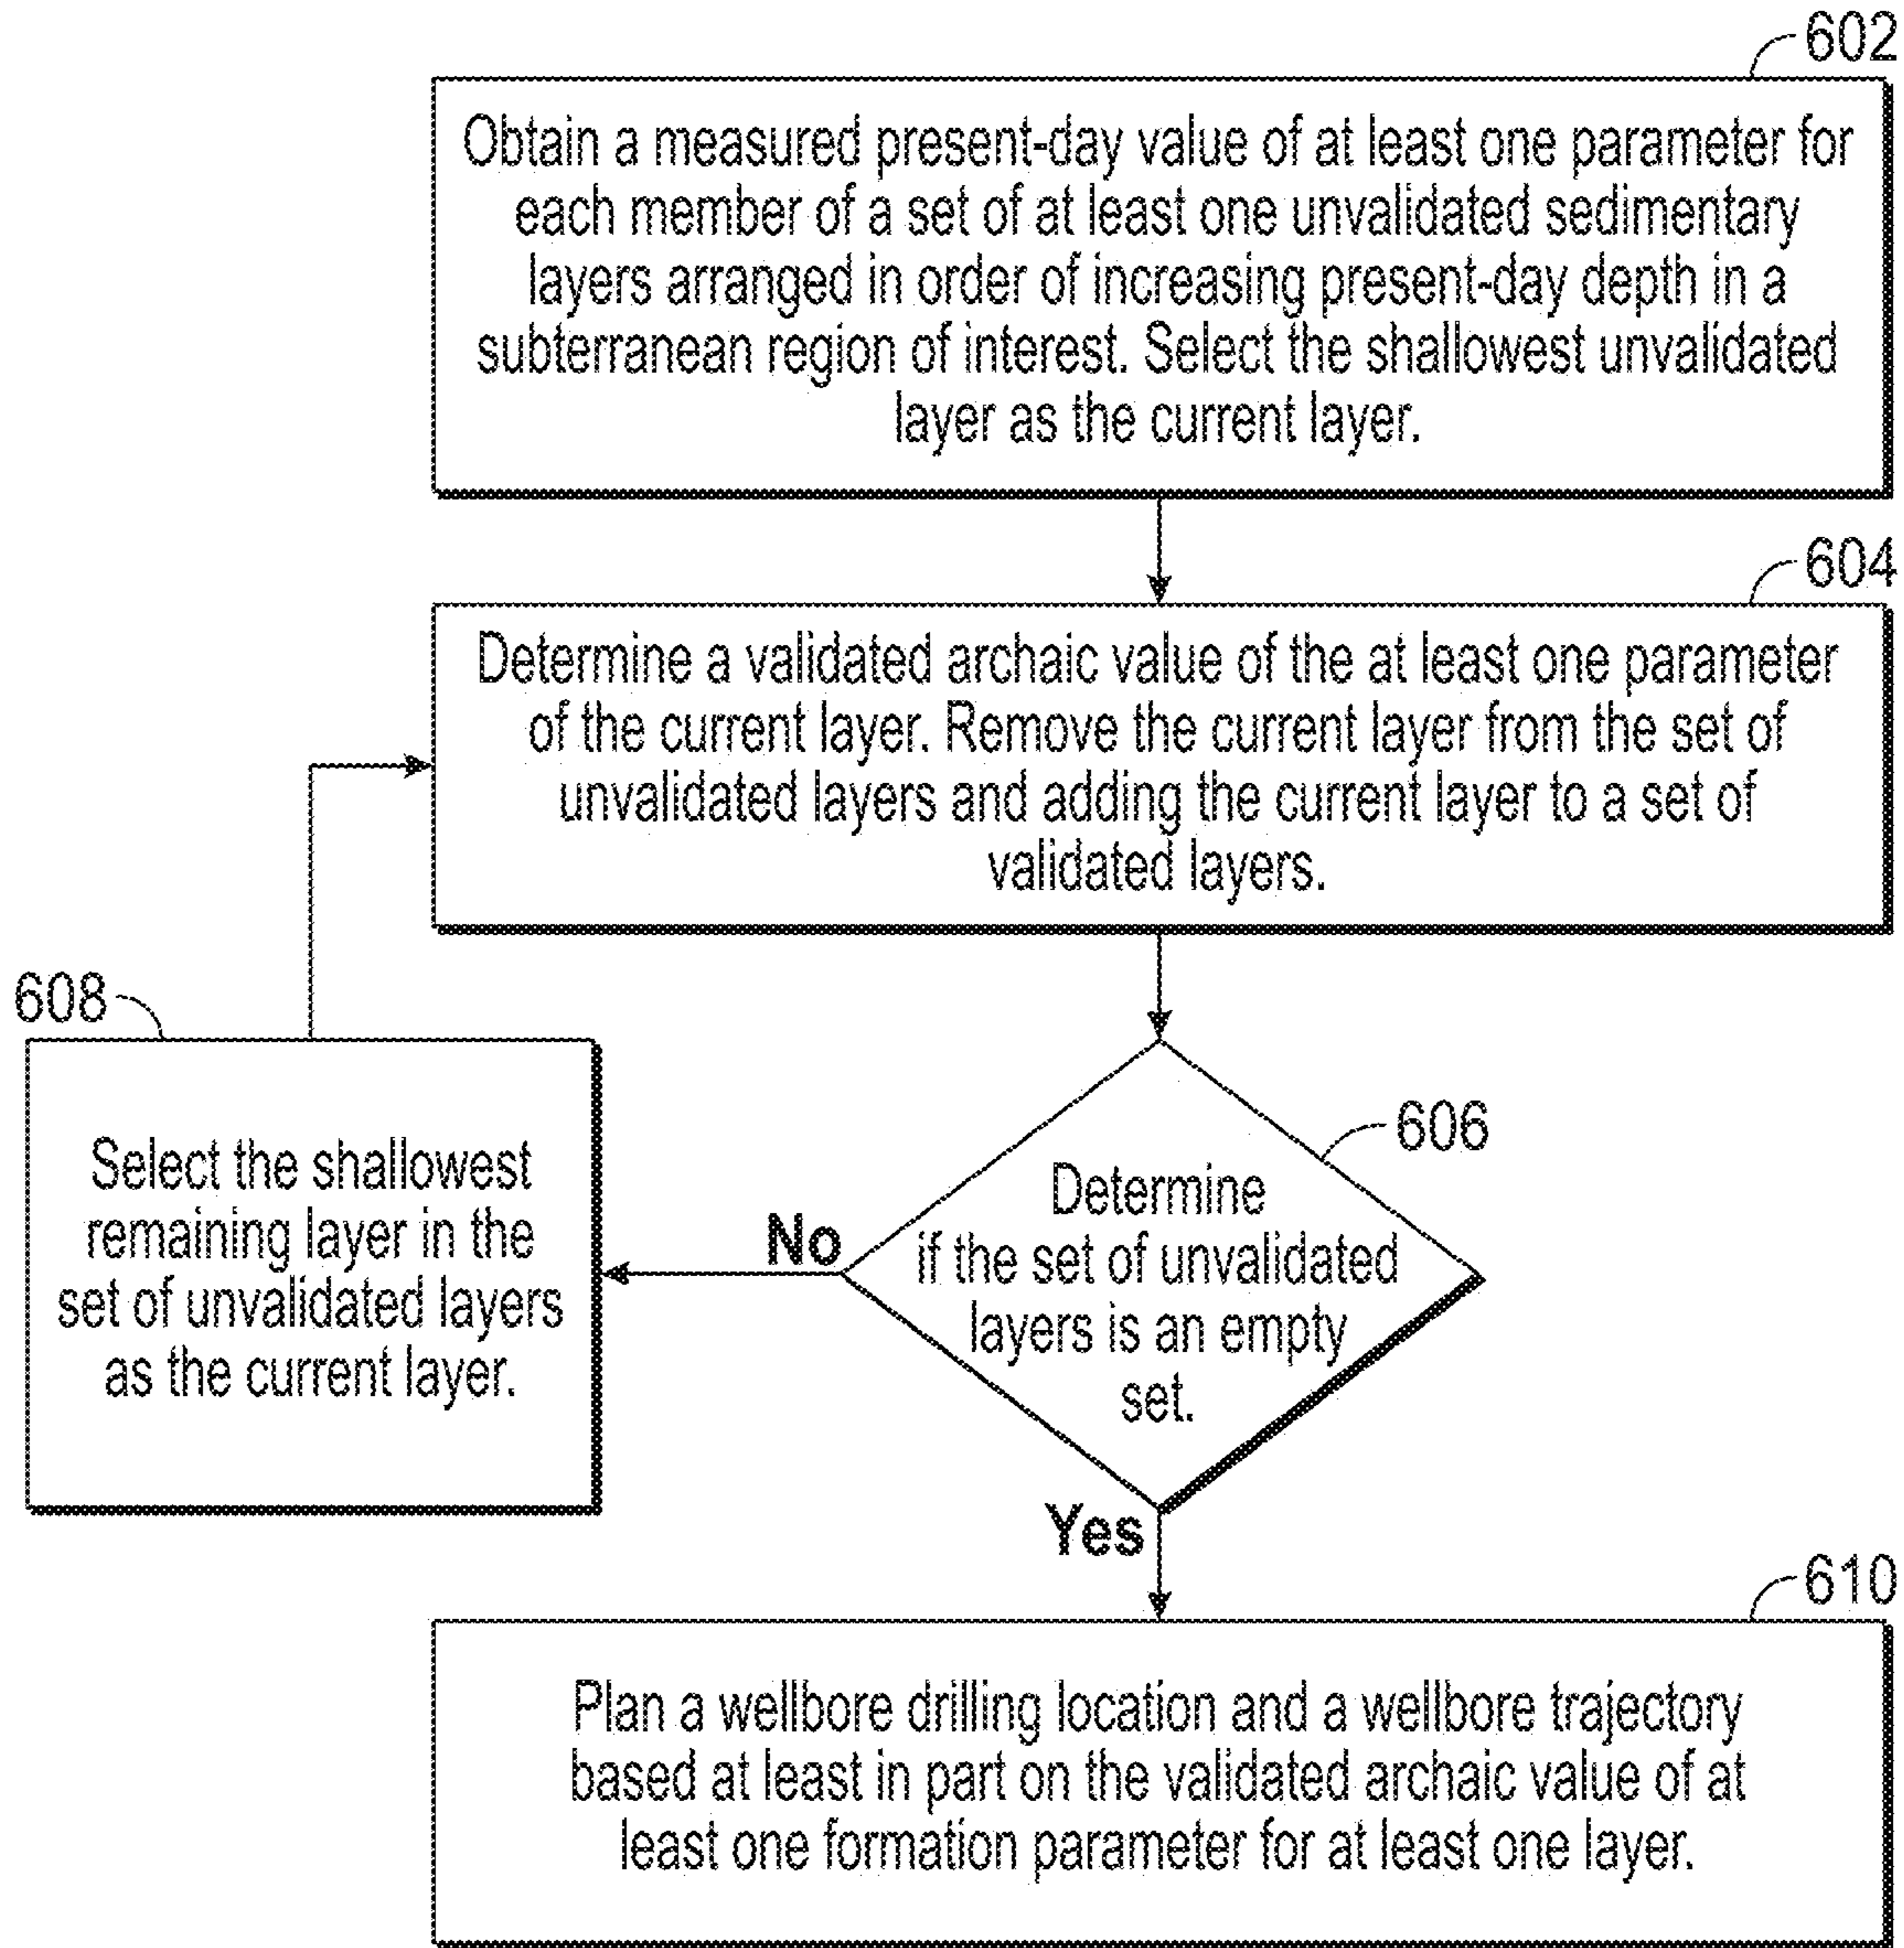 602
Obtain a measured present-day value of at least one parameter for
each member of a set of at least one unvalidated sedimentary
layers arranged in order of increasing present-day depth in a
subterranean region of interest. Select the shallowest unvalidated
layer as the current layer.
604
Determine a validated archaic value of the at least one parameter
of the current layer. Remove the current layer from the set of
unvalidated layers and adding the current layer to a set of
validated layers.
608
Select the shallowest
remaining layer in the
set of unvalidated layers
as the current layer.
No
606
Determine
if the set of unvalidated
layers is an empty
set.
Yes
610
Plan a wellbore drilling location and a wellbore trajectory
based at least in part on the validated archaic value of at
least one formation parameter for at least one layer.